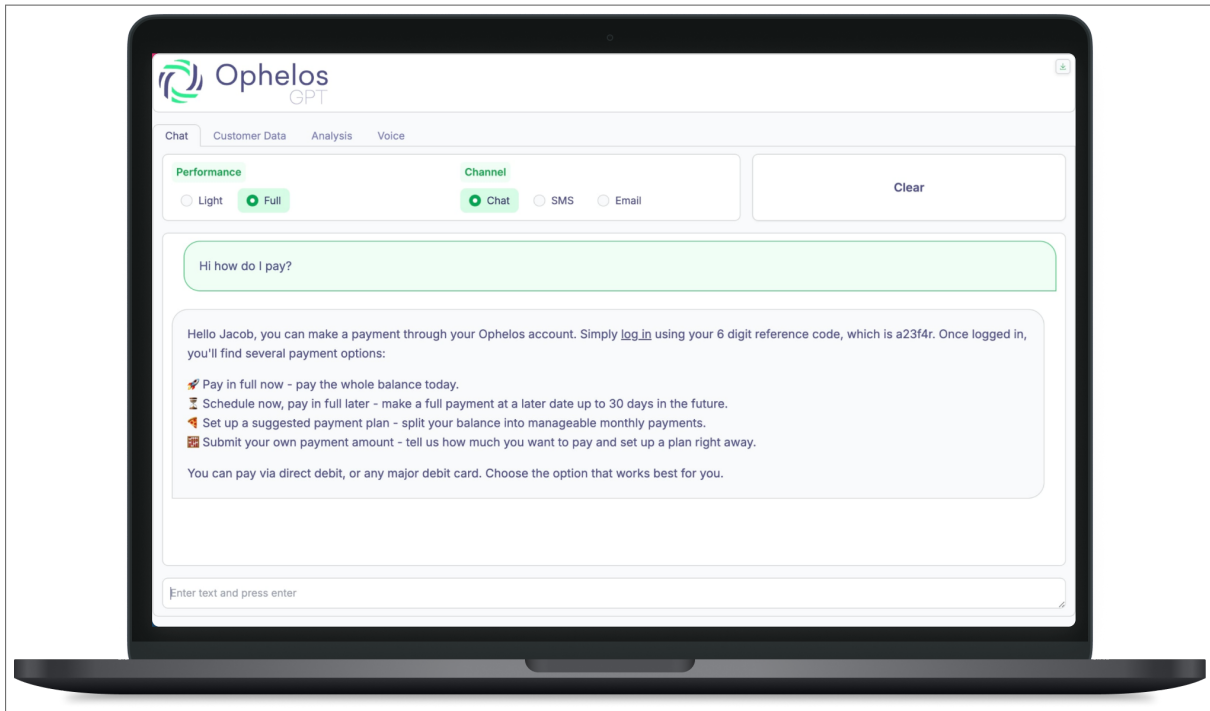 Ophelos
GPT
Chat Customer Data Analysis Voice
Performance Channel
Light Full Chat SMS Email
Clear
Hi how do I pay?
Hello Jacob, you can make a payment through your Ophelos account. Simply log in using your 6 digit reference code, which is a23f4r. Once logged in,
you'll find several payment options:
🚀 Pay in full now - pay the whole balance today.
⏳ Schedule now, pay in full later - make a full payment at a later date up to 30 days in the future.
🍕 Set up a suggested payment plan - split your balance into manageable monthly payments.
🧱 Submit your own payment amount - tell us how much you want to pay and set up a plan right away.
You can pay via direct debit, or any major debit card. Choose the option that works best for you.
Enter text and press enter